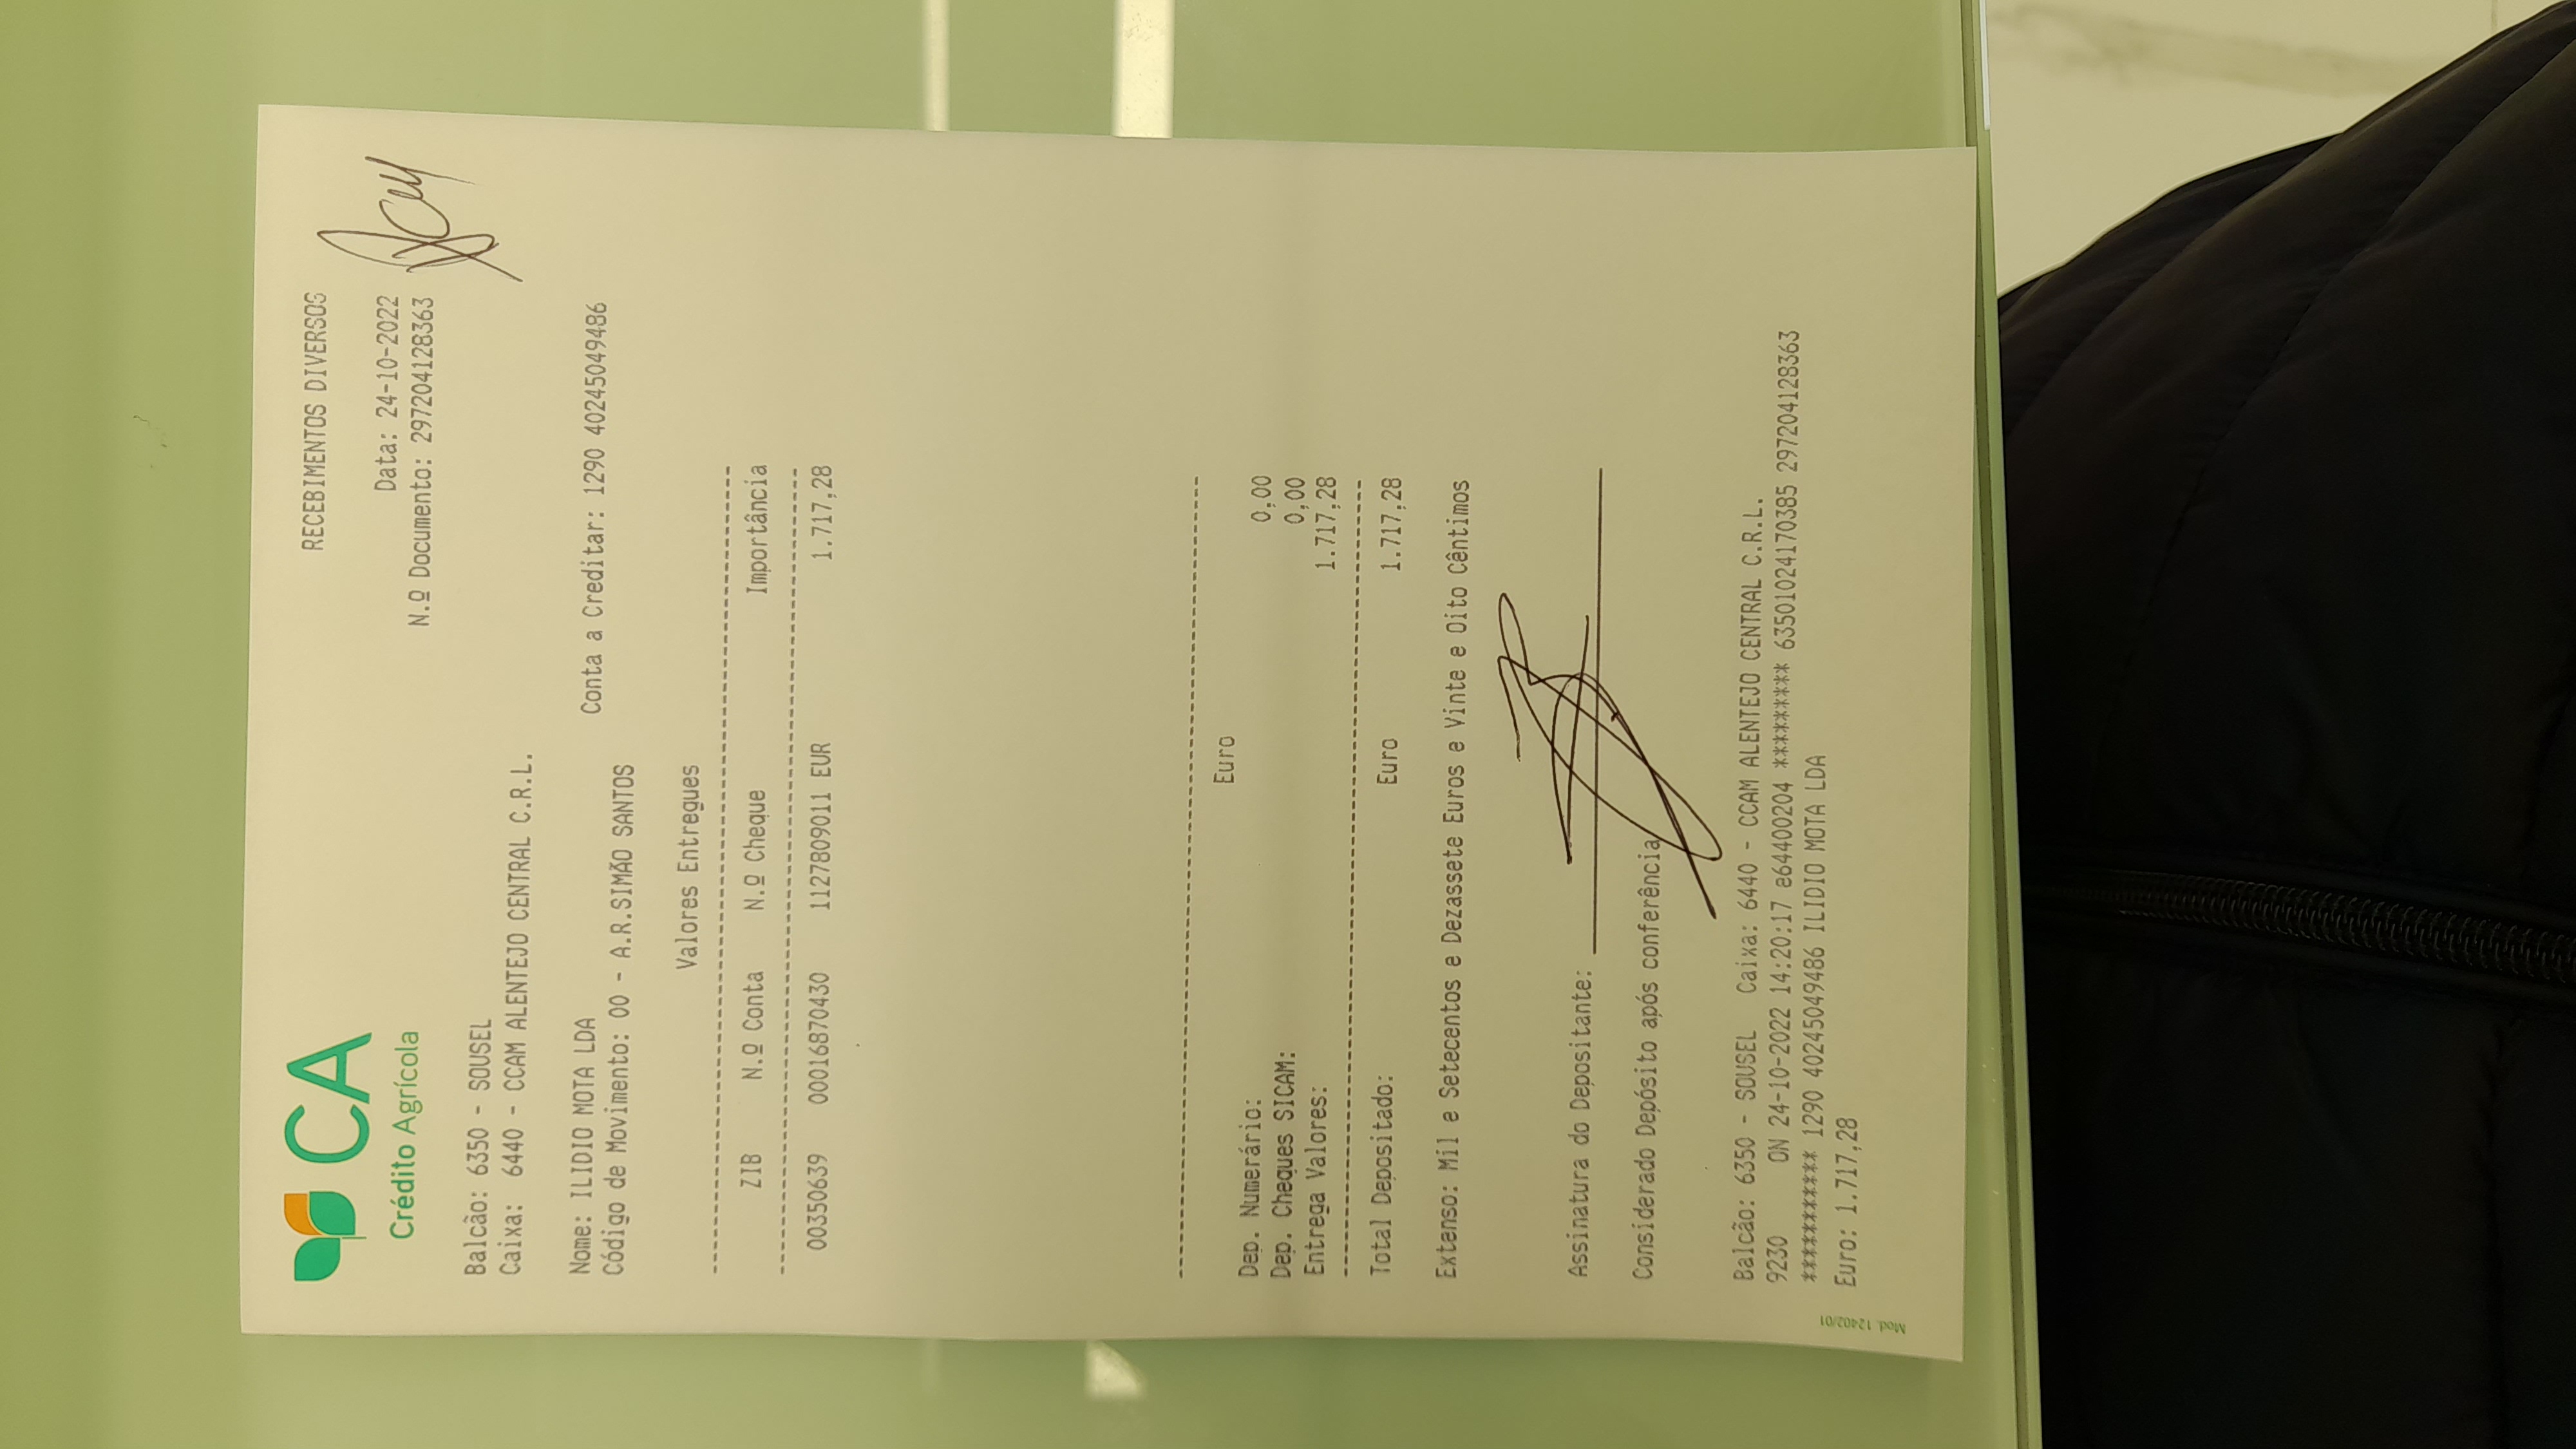 CA
Crédito Agrícola
RECEBIMENTOS DIVERSOS
Data: 24-10-2022
N.º Documento: 297204128363
Balcão: 6350 - SOUSEL
Caixa: 6440 - CCAM ALENTEJO CENTRAL C.R.L.
Nome: ILIDIO MOTA LDA Conta a Creditar: 1290 40245049486
Código de Movimento: 00 - A.R.SIMÃO SANTOS
Valores Entregues
ZIB N.º Conta N.º Cheque Importância
00350639 00016870430 1127809011 EUR 1.717,28
Euro
Dep. Numerário: 0,00
Dep. Cheques SICAM: 0,00
Entrega Valores: 1.717,28
Total Depositado: Euro 1.717,28
Extenso: Mil e Setecentos e Dezassete Euros e Vinte e Oito Cêntimos
Assinatura do Depositante:
Considerado Depósito após conferência
Balcão: 6350 - SOUSEL Caixa: 6440 - CCAM ALENTEJO CENTRAL C.R.L.
9230 ON 24-10-2022 14:20:17 e64400204 ********* 635010241170385 297204128363
*********** 1290 40245049486 ILIDIO MOTA LDA
Euro: 1.717,28
Mod. 12402/01